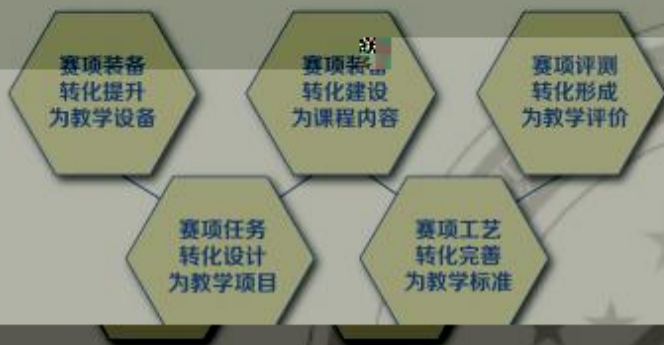 赛项装备
转化提升
为教学设备
赛项装备
转化建设
为课程内容
赛项评测
转化形成
为教学评价
赛项任务
转化设计
为教学项目
赛项工艺
转化完善
为教学标准